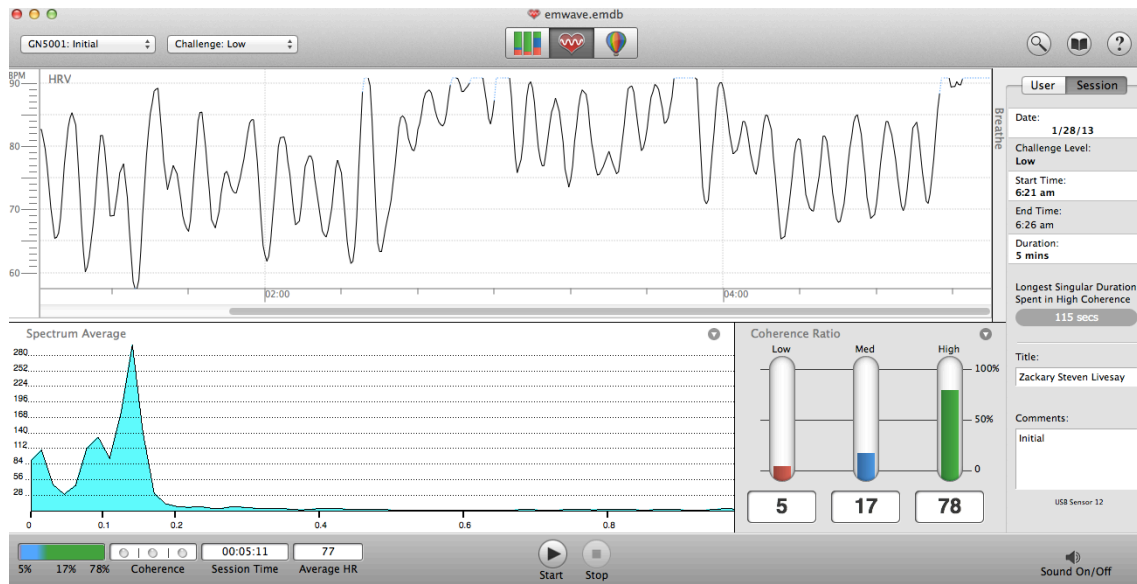 emwave.emdb
GN5001: Initial
Challenge: Low
?
BPM
HRV
90
80
70
60
02:00
04:00
Breathe
User
Session
Date:
1/28/13
Challenge Level:
Low
Start Time:
6:21 am
End Time:
6:26 am
Duration:
5 mins
Longest Singular Duration
Spent in High Coherence
115 secs
Title:
Zackary Steven Livesay
Comments:
Initial
USB Sensor 12
Spectrum Average
280
252
224
196
168
140
112
84
56
28
0
0.1
0.2
0.4
0.6
0.8
Coherence Ratio
Low
Med
High
100%
50%
0
5
17
78
5%
17%
78%
Coherence
00:05:11
Session Time
77
Average HR
Start
Stop
Sound On/Off